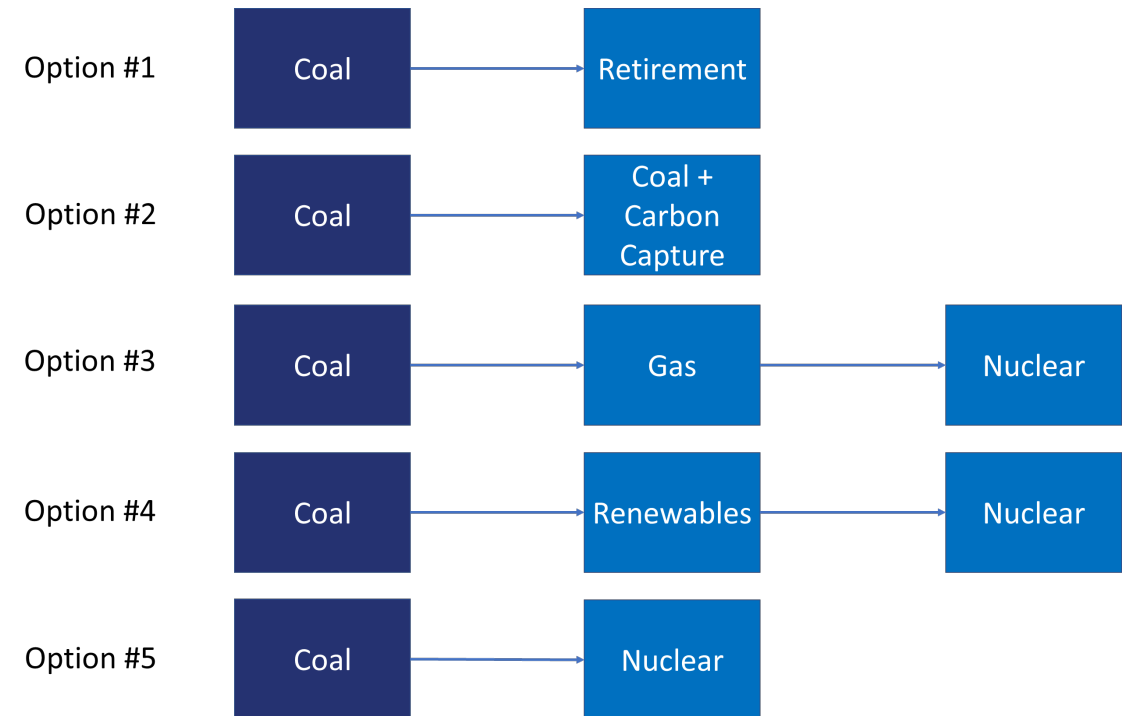 Option #1
Coal
Retirement
Option #2
Coal
Coal +
Carbon
Capture
Option #3
Coal
Gas
Nuclear
Option #4
Coal
Renewables
Nuclear
Option #5
Coal
Nuclear